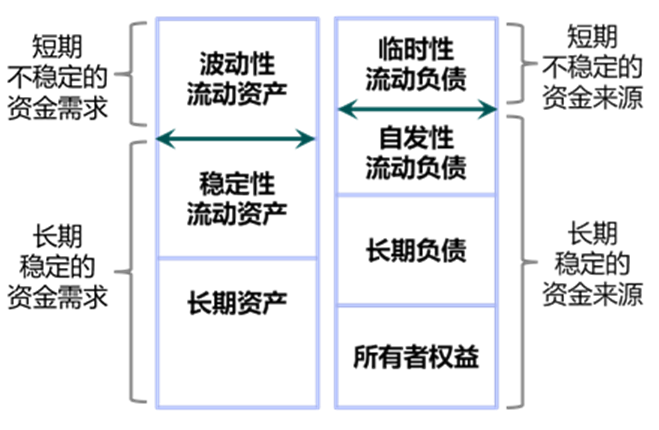 短期
不稳定的
资金需求
长期
稳定的
资金需求
波动性
流动资产
稳定性
流动资产
长期资产
临时性
流动负债
自发性
流动负债
长期负债
所有者权益
短期
不稳定的
资金来源
长期
稳定的
资金来源